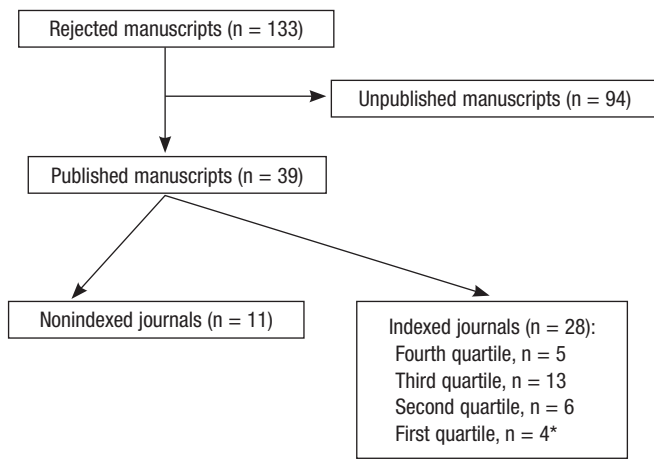 Rejected manuscripts (n = 133)
Unpublished manuscripts (n = 94)
Published manuscripts (n = 39)
Nonindexed journals (n = 11)
Indexed journals (n = 28):
Fourth quartile, n = 5
Third quartile, n = 13
Second quartile, n = 6
First quartile, n = 4*